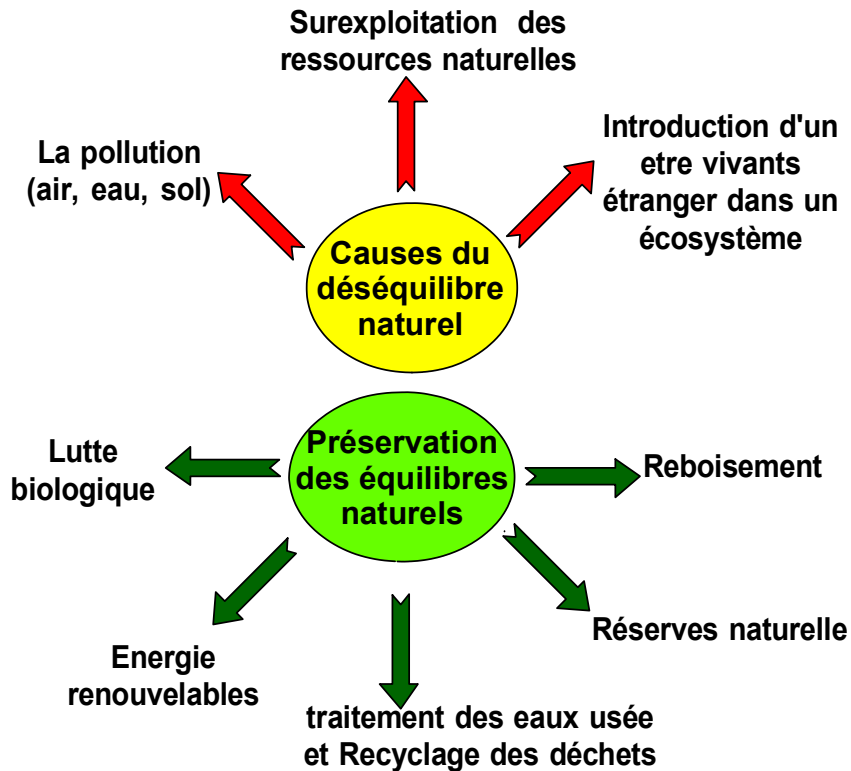 Surexploitation des
ressources naturelles
La pollution
(air, eau, sol)
Introduction d'un
etre vivants
étranger dans un
écosystème
Causes du
déséquilibre
naturel
Préservation
des équilibres
naturels
Lutte
biologique
Reboisement
Energie
renouvelables
Réserves naturelle
traitement des eaux usée
et Recyclage des déchets